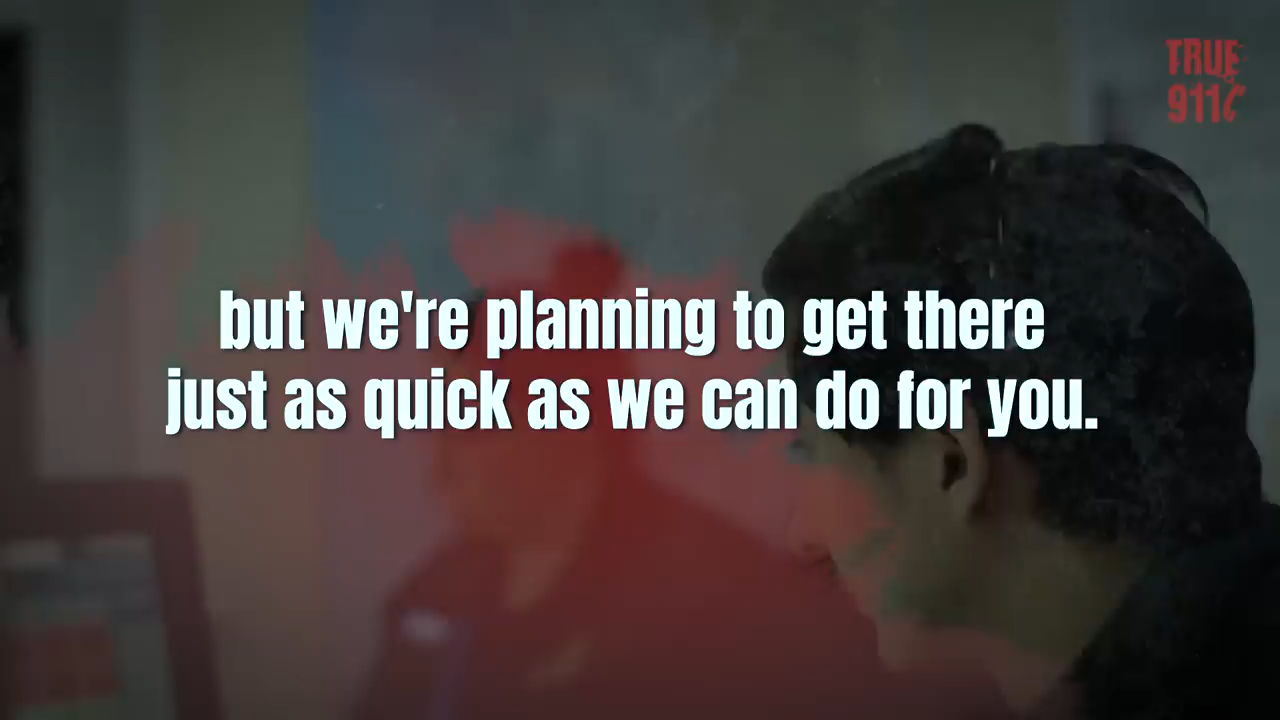 TRUE
911
but we're planning to get there
just as quick as we can do for you.